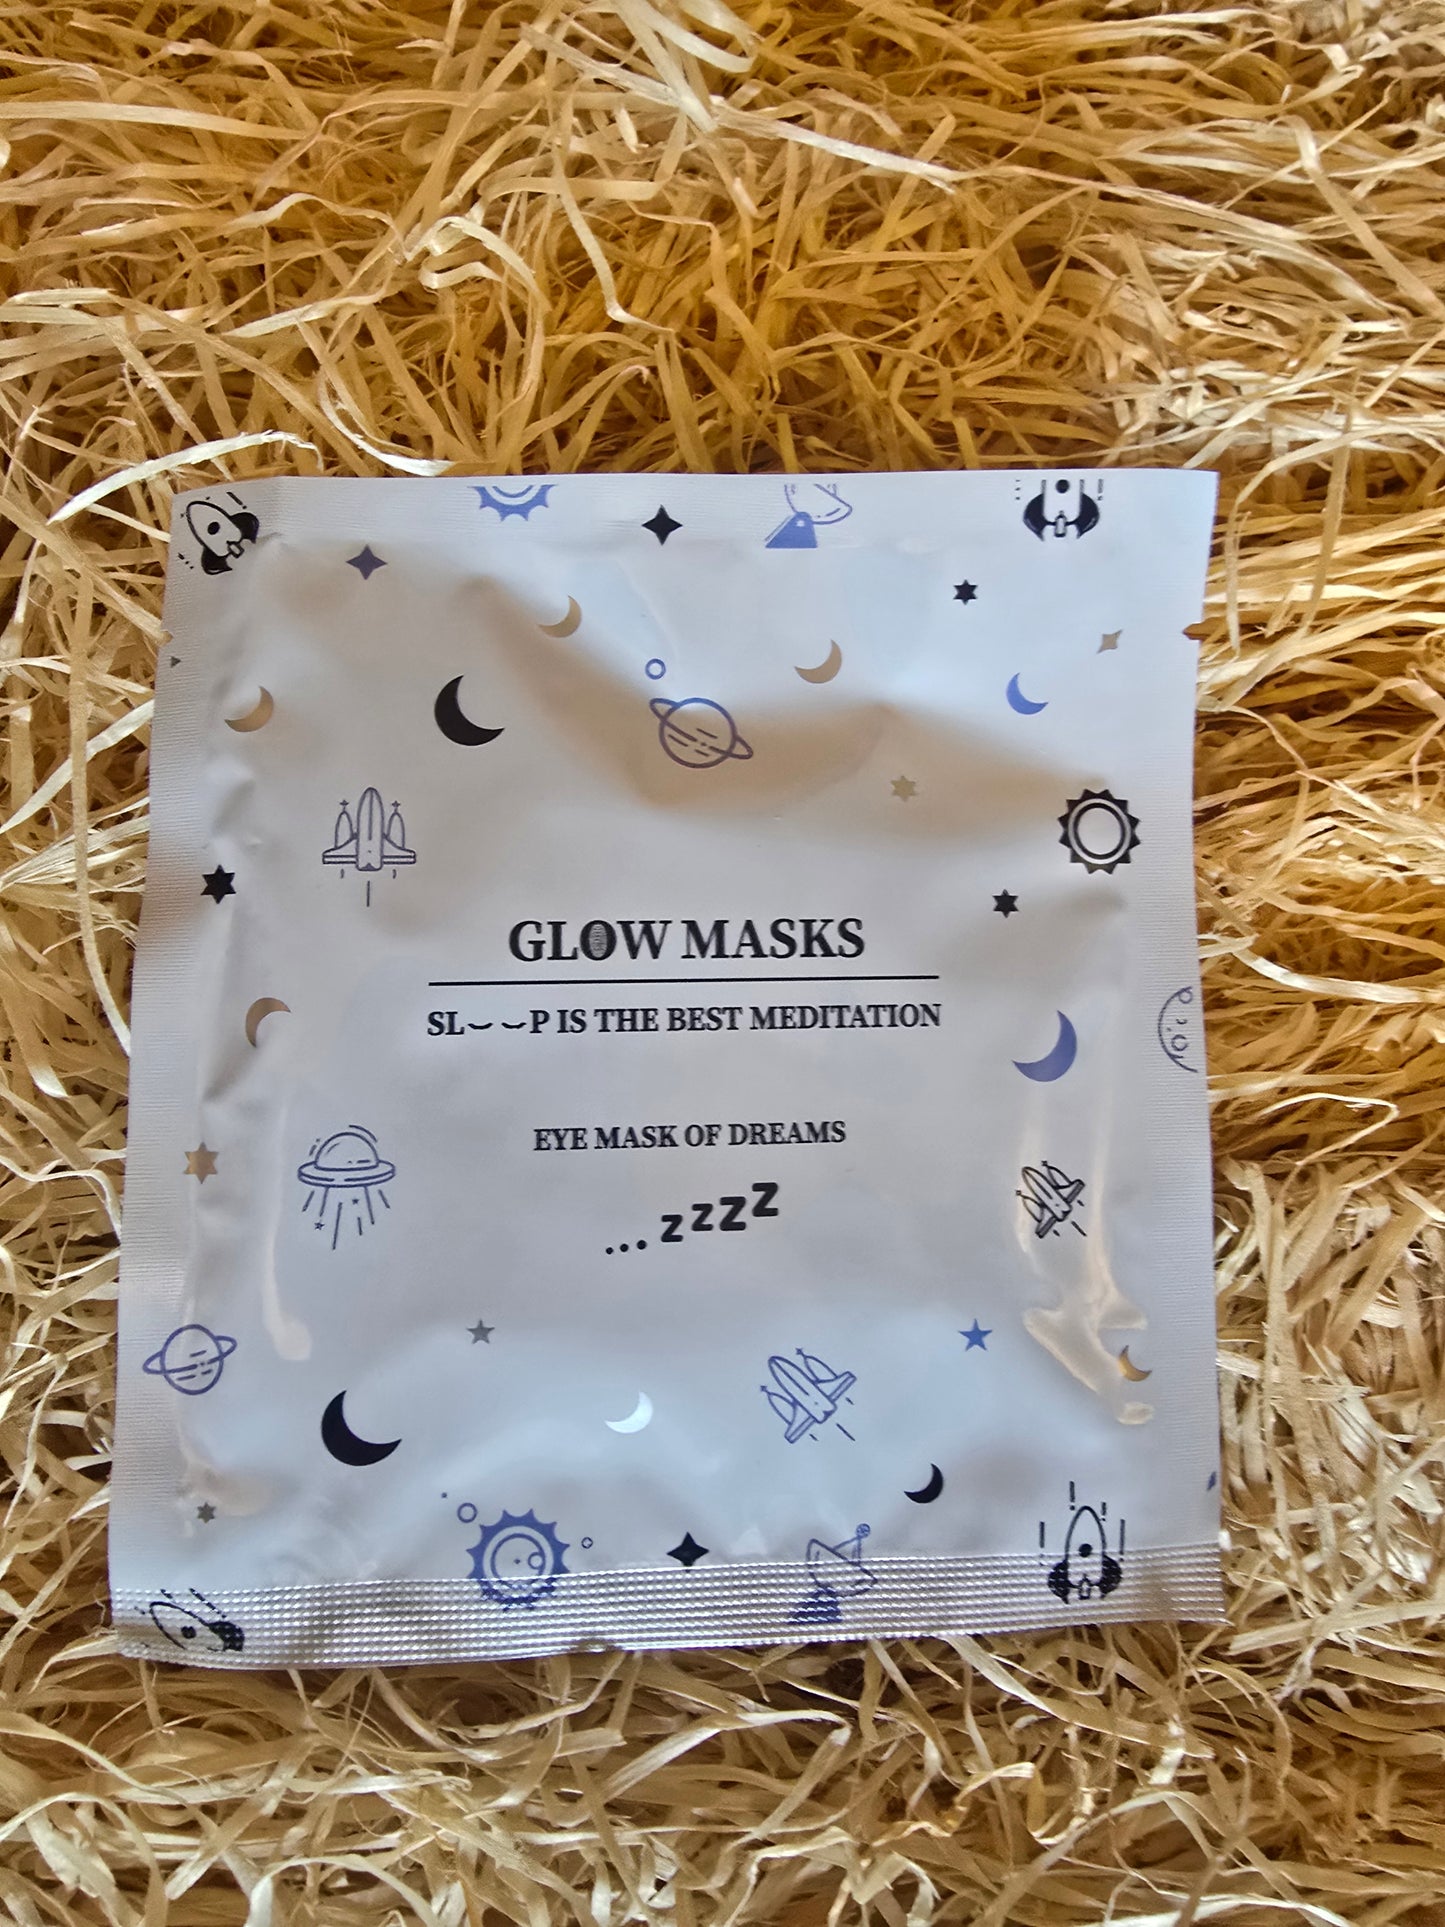 GLOW MASKS
SL⏑⏑P IS THE BEST MEDITATION
EYE MASK OF DREAMS
...zzzz